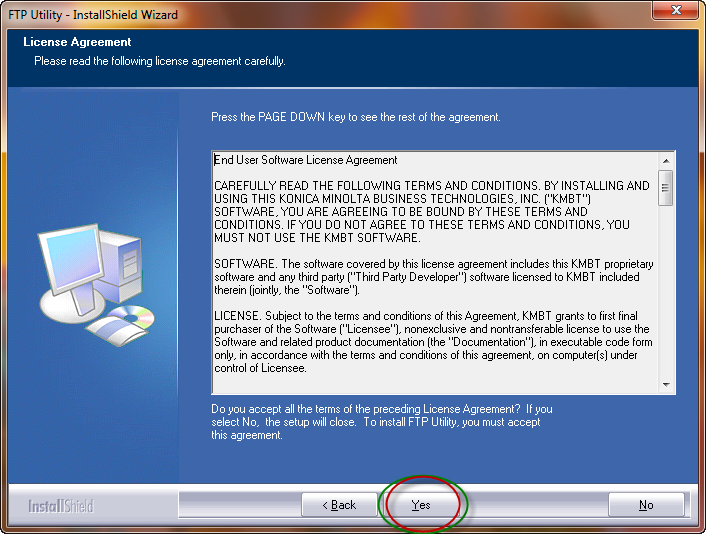 FTP Utility - InstallShield Wizard
License Agreement
Please read the following license agreement carefully.
Press the PAGE DOWN key to see the rest of the agreement.
End User Software License Agreement
CAREFULLY READ THE FOLLOWING TERMS AND CONDITIONS. BY INSTALLING AND
USING THIS KONICA MINOLTA BUSINESS TECHNOLOGIES, INC. ("KMBT")
SOFTWARE, YOU ARE AGREEING TO BE BOUND BY THESE TERMS AND
CONDITIONS. IF YOU DO NOT AGREE TO THESE TERMS AND CONDITIONS, YOU
MUST NOT USE THE KMBT SOFTWARE.
SOFTWARE. The software covered by this license agreement includes this KMBT proprietary
software and any third party ("Third Party Developer") software licensed to KMBT included
therein (jointly, the "Software").
LICENSE. Subject to the terms and conditions of this Agreement, KMBT grants to first final
purchaser of the Software ("Licensee"), nonexclusive and nontransferable license to use the
Software and related product documentation (the "Documentation"), in executable code form
only, in accordance with the terms and conditions of this agreement, on computer(s) under
control of Licensee.
Do you accept all the terms of the preceding License Agreement? If you
select No, the setup will close. To install FTP Utility, you must accept
this agreement.
InstallShield
< Back
Yes
No